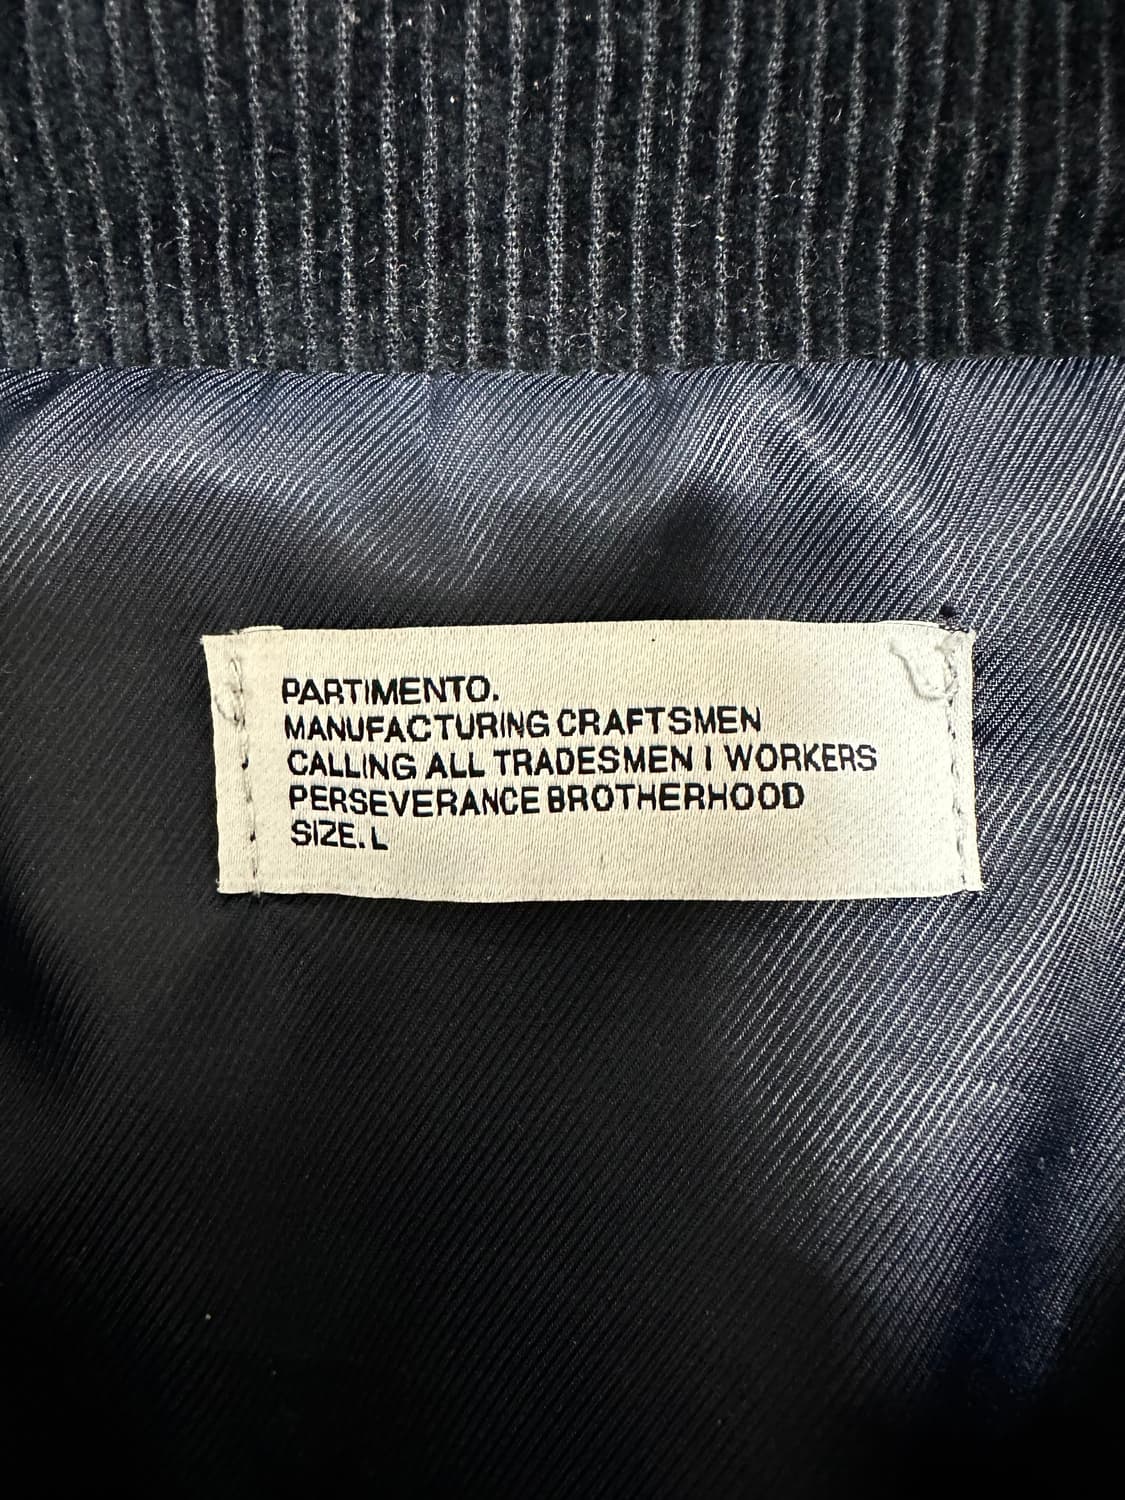 PARTIMENTO.
MANUFACTURING CRAFTSMEN
CALLING ALL TRADESMEN I WORKERS
PERSEVERANCE BROTHERHOOD
SIZE. L